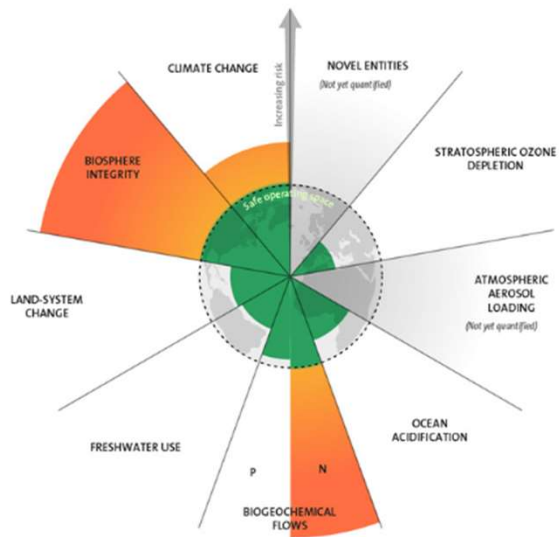 CLIMATE CHANGE
Increasing risk
NOVEL ENTITIES
(Not yet quantified)
STRATOSPHERIC OZONE
DEPLETION
BIOSPHERE
INTEGRITY
Safe operating space
LAND-SYSTEM
CHANGE
ATMOSPHERIC
AEROSOL
LOADING
(Not yet quantified)
FRESHWATER USE
OCEAN
ACIDIFICATION
P
N
BIOGEOCHEMICAL
FLOWS